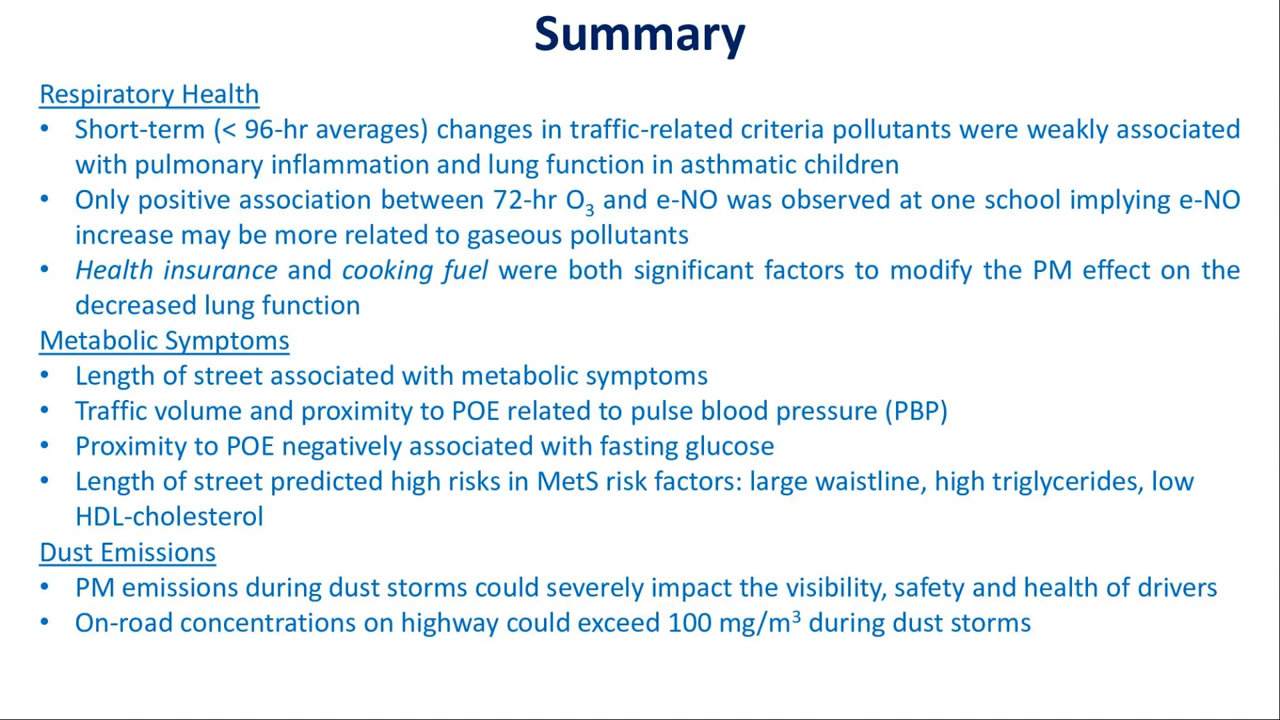 Summary
Respiratory Health
• Short-term (< 96-hr averages) changes in traffic-related criteria pollutants were weakly associated
with pulmonary inflammation and lung function in asthmatic children
• Only positive association between 72-hr O₃ and e-NO was observed at one school implying e-NO
increase may be more related to gaseous pollutants
• Health insurance and cooking fuel were both significant factors to modify the PM effect on the
decreased lung function
Metabolic Symptoms
• Length of street associated with metabolic symptoms
• Traffic volume and proximity to POE related to pulse blood pressure (PBP)
• Proximity to POE negatively associated with fasting glucose
• Length of street predicted high risks in MetS risk factors: large waistline, high triglycerides, low
HDL-cholesterol
Dust Emissions
• PM emissions during dust storms could severely impact the visibility, safety and health of drivers
• On-road concentrations on highway could exceed 100 mg/m³ during dust storms